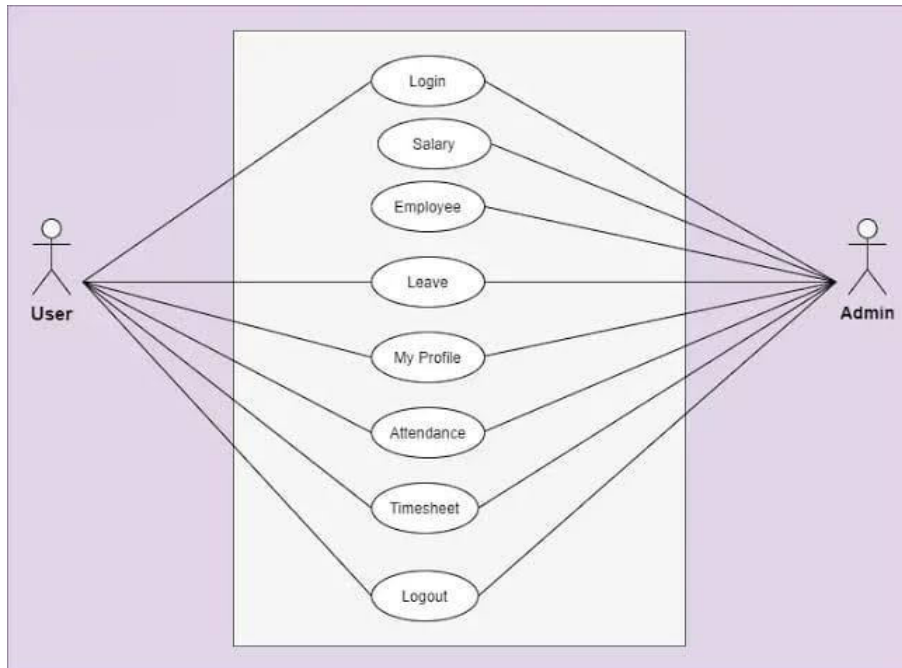 Login
Salary
Employee
Leave
My Profile
Attendance
Timesheet
Logout
User
Admin